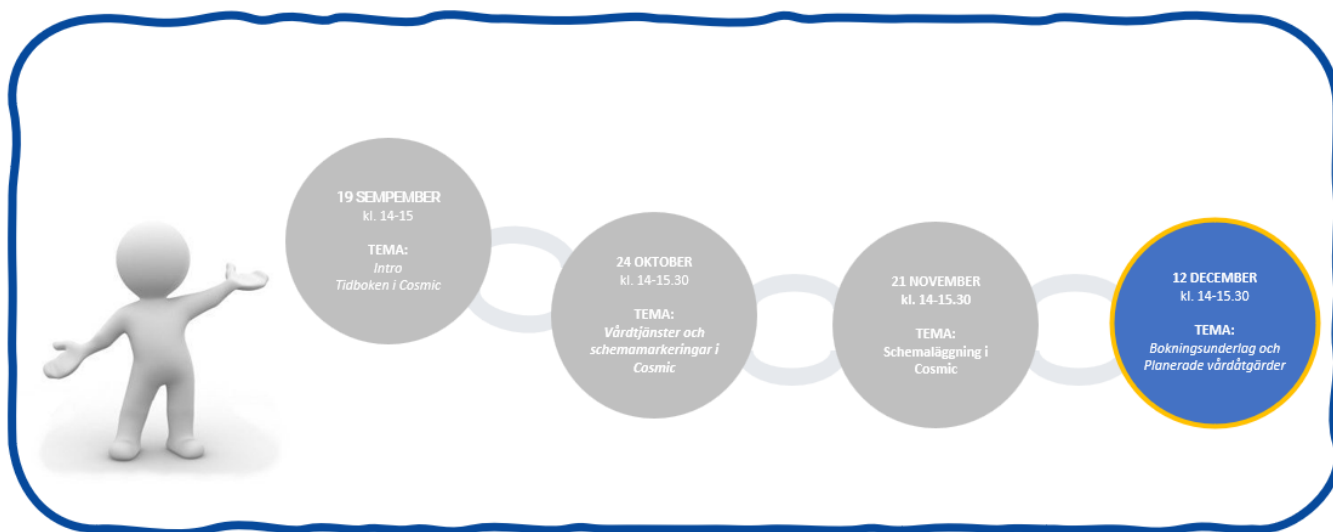 19 SEMPEMBER
kl. 14-15
TEMA:
Intro
Tidboken i Cosmic
24 OKTOBER
kl. 14-15.30
TEMA:
Vårdtjänster och
schemamarkeringar i
Cosmic
21 NOVEMBER
kl. 14-15.30
TEMA:
Schemaläggning i
Cosmic
12 DECEMBER
kl. 14-15.30
TEMA:
Bokningsunderlag och
Planerade vårdåtgärder